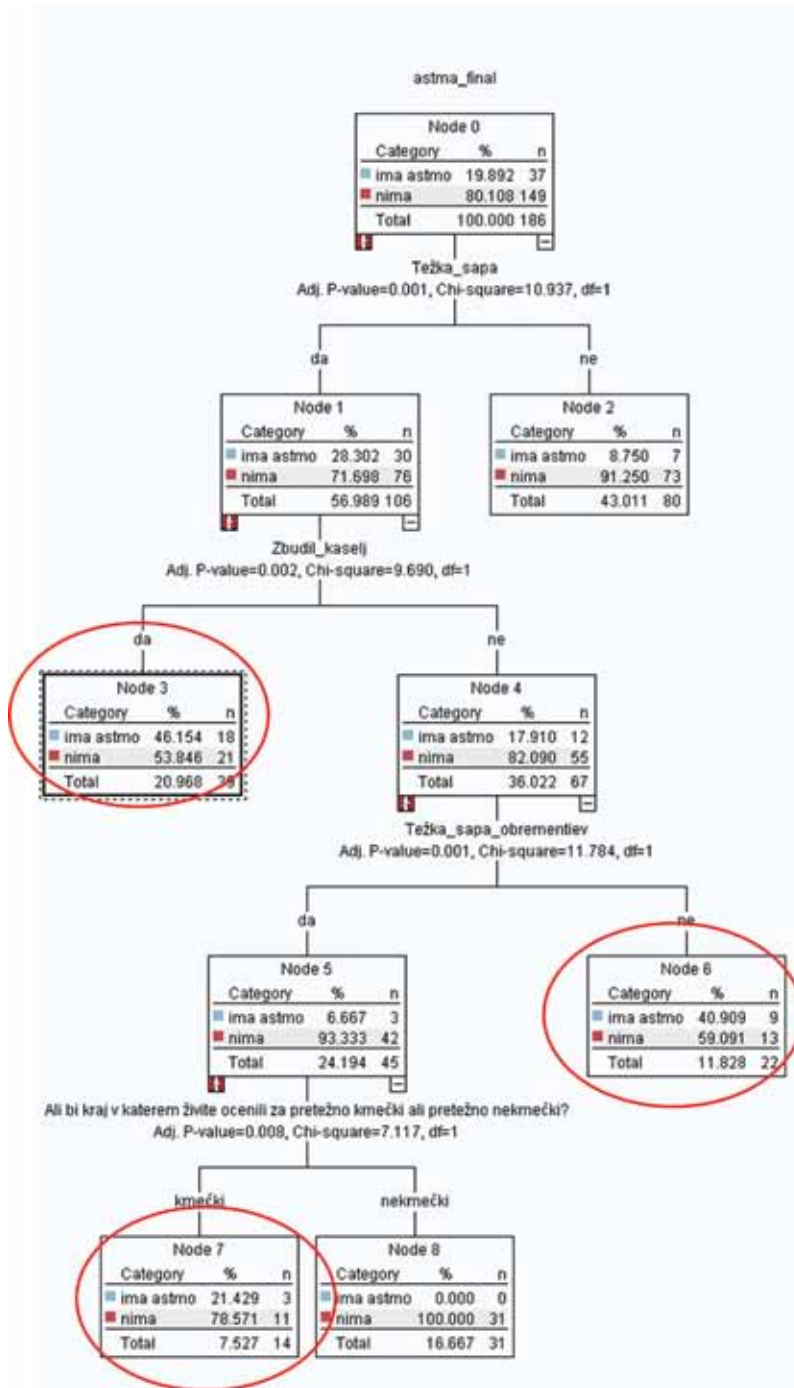 astma_final
Node 0
Category % n
ima astmo 19.892 37
nima 80.108 149
Total 100.000 186
Težka_sapa
Adj. P-value=0.001, Chi-square=10.937, df=1
da
ne
Node 1
Category % n
ima astmo 28.302 30
nima 71.698 76
Total 56.989 106
Node 2
Category % n
ima astmo 8.750 7
nima 91.250 73
Total 43.011 80
Zbudil_kaselj
Adj. P-value=0.002, Chi-square=9.690, df=1
da
ne
Node 3
Category % n
ima astmo 46.154 18
nima 53.846 21
Total 20.968 39
Node 4
Category % n
ima astmo 17.910 12
nima 82.090 55
Total 36.022 67
Težka_sapa_obrementiev
Adj. P-value=0.001, Chi-square=11.784, df=1
da
ne
Node 5
Category % n
ima astmo 6.667 3
nima 93.333 42
Total 24.194 45
Node 6
Category % n
ima astmo 40.909 9
nima 59.091 13
Total 11.828 22
Ali bi kraj v katerem živite ocenili za pretežno kmečki ali pretežno nekmečki?
Adj. P-value=0.008, Chi-square=7.117, df=1
kmečki
nekmečki
Node 7
Category % n
ima astmo 21.429 3
nima 78.571 11
Total 7.527 14
Node 8
Category % n
ima astmo 0.000 0
nima 100.000 31
Total 16.667 31